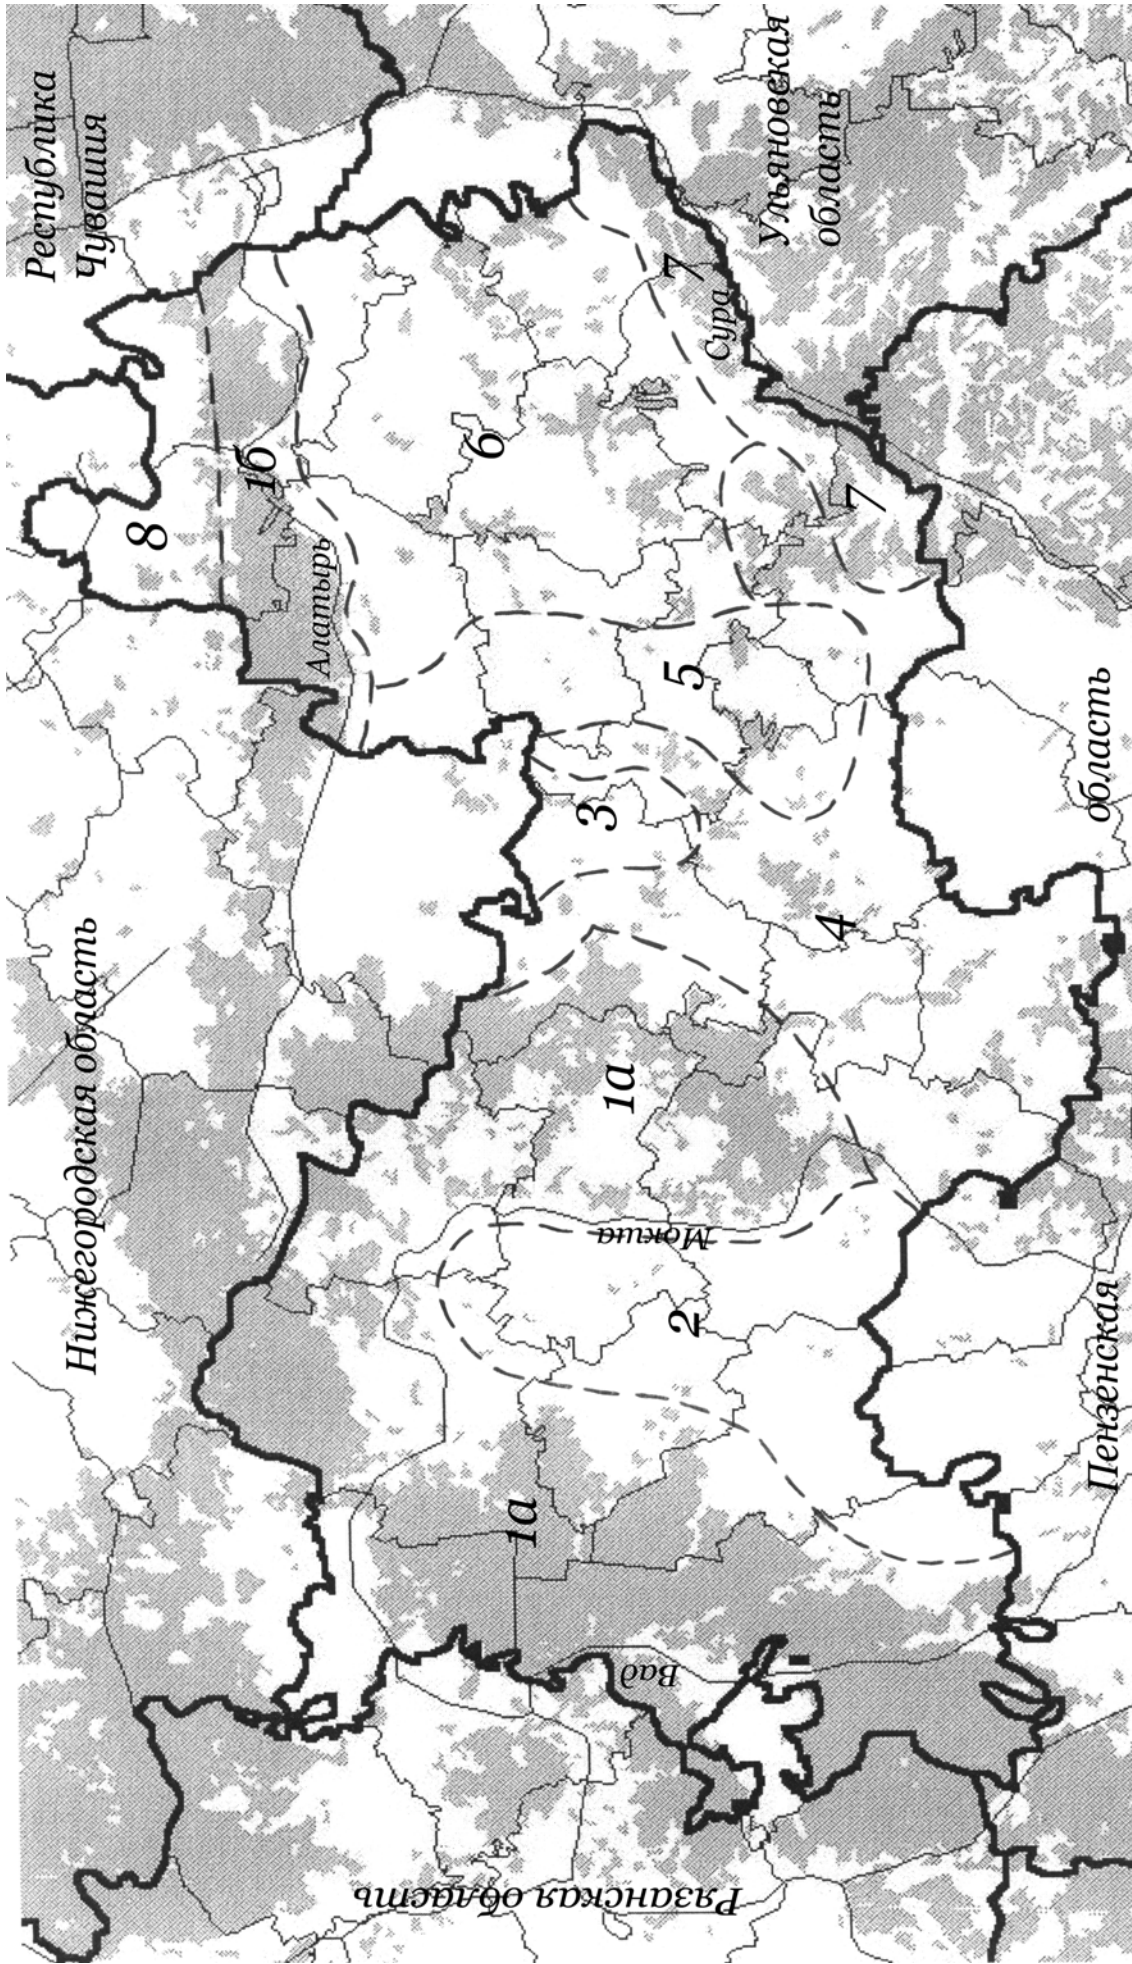 Нижегородская область
Республика
Чувашия
8
1б
Алатырь
6
3
5
7
Сура
7
Ульяновская
область
1а
1а
4
Мокша
2
Вад
Рязанская область
Пензенская
область